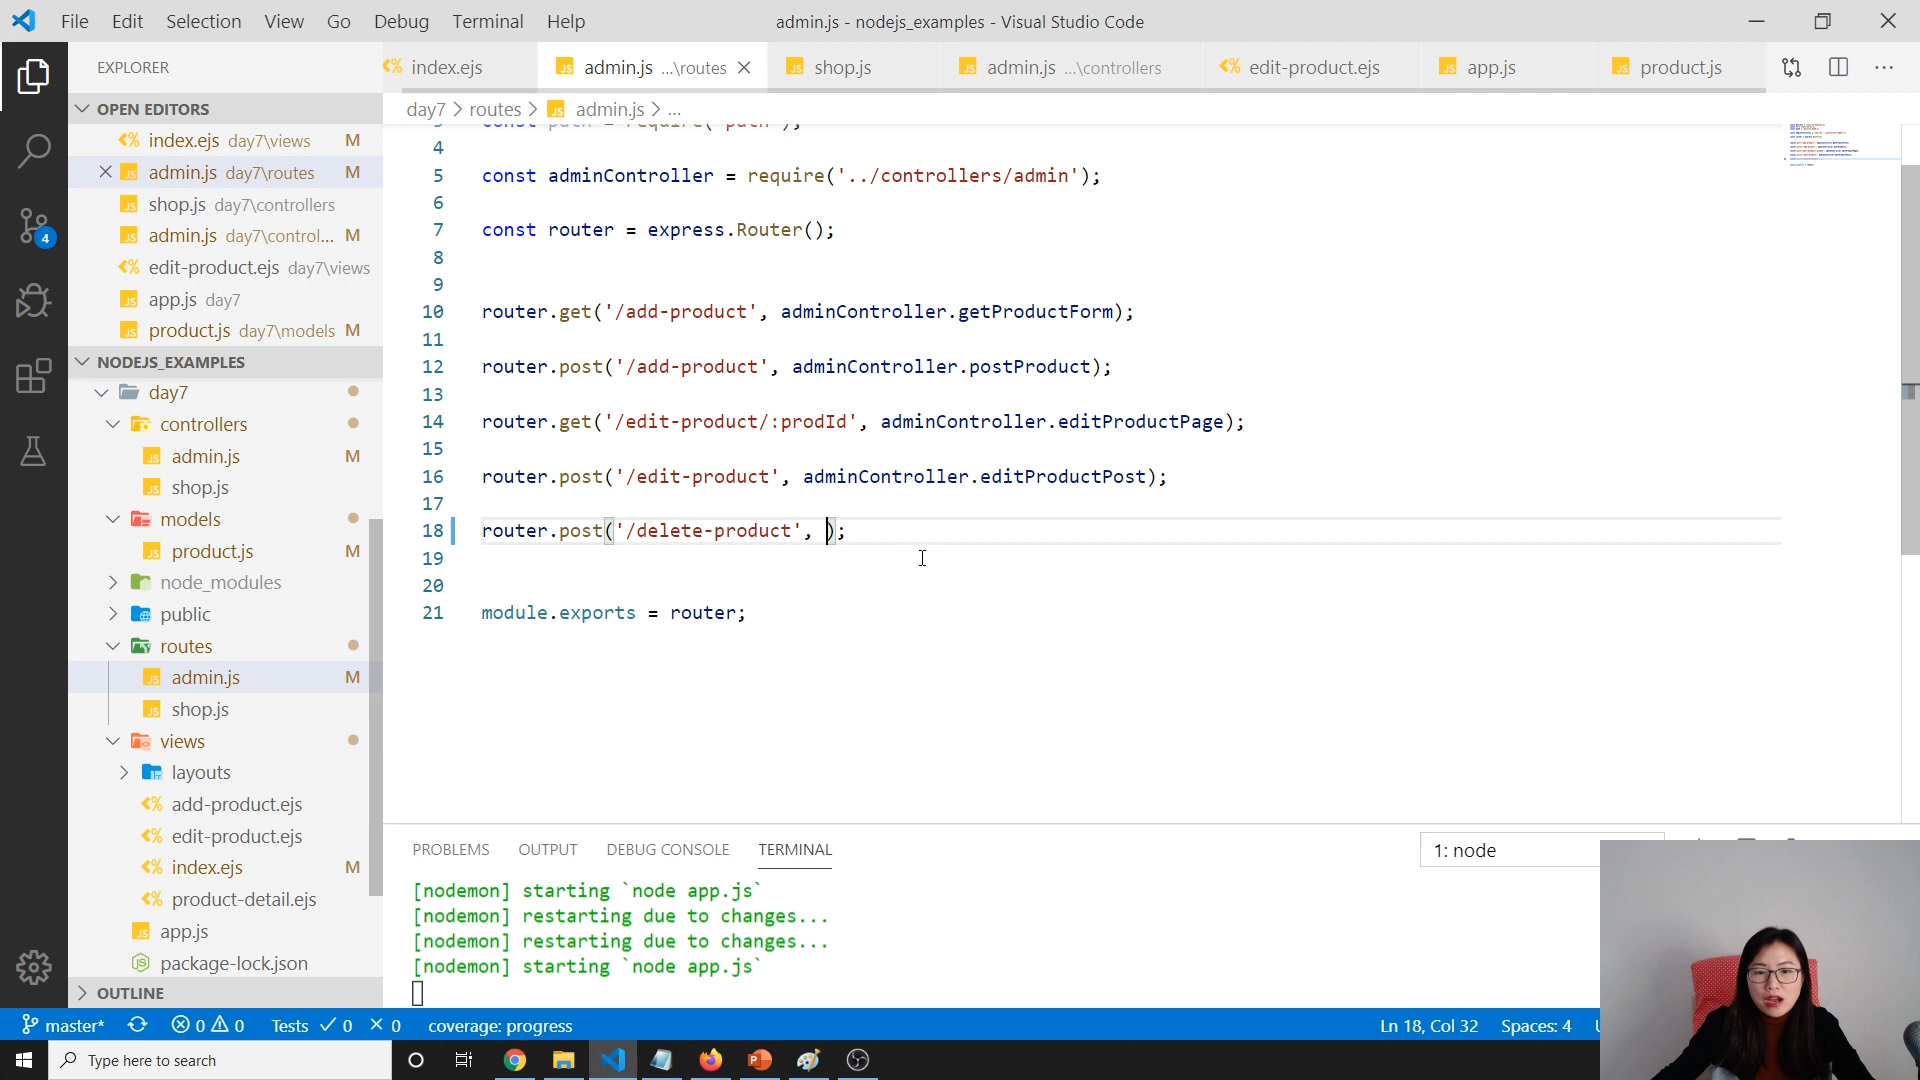 File Edit Selection View Go Debug Terminal Help
admin.js - nodejs_examples - Visual Studio Code
EXPLORER
index.ejs
admin.js ...\routes
shop.js
admin.js ...\controllers
edit-product.ejs
app.js
product.js
OPEN EDITORS
index.ejs day7\views M
admin.js day7\routes M
shop.js day7\controllers
admin.js day7\control... M
edit-product.ejs day7\views
app.js day7
product.js day7\models M
NODEJS_EXAMPLES
day7
controllers
admin.js M
shop.js
models
product.js M
node_modules
public
routes
admin.js M
shop.js
views
layouts
add-product.ejs
edit-product.ejs
index.ejs M
product-detail.ejs
app.js
package-lock.json
OUTLINE
4
day7 > routes > admin.js > ...
4
5 const adminController = require('../controllers/admin');
6
7 const router = express.Router();
8
9
10 router.get('/add-product', adminController.getProductForm);
11
12 router.post('/add-product', adminController.postProduct);
13
14 router.get('/edit-product/:prodId', adminController.editProductPage);
15
16 router.post('/edit-product', adminController.editProductPost);
17
18 router.post('/delete-product', );
19
20
21 module.exports = router;
PROBLEMS OUTPUT DEBUG CONSOLE TERMINAL
1: node
[nodemon] starting `node app.js`
[nodemon] restarting due to changes...
[nodemon] restarting due to changes...
[nodemon] starting `node app.js`
master* 0 0 Tests 0 0 coverage: progress
Ln 18, Col 32 Spaces: 4
Type here to search